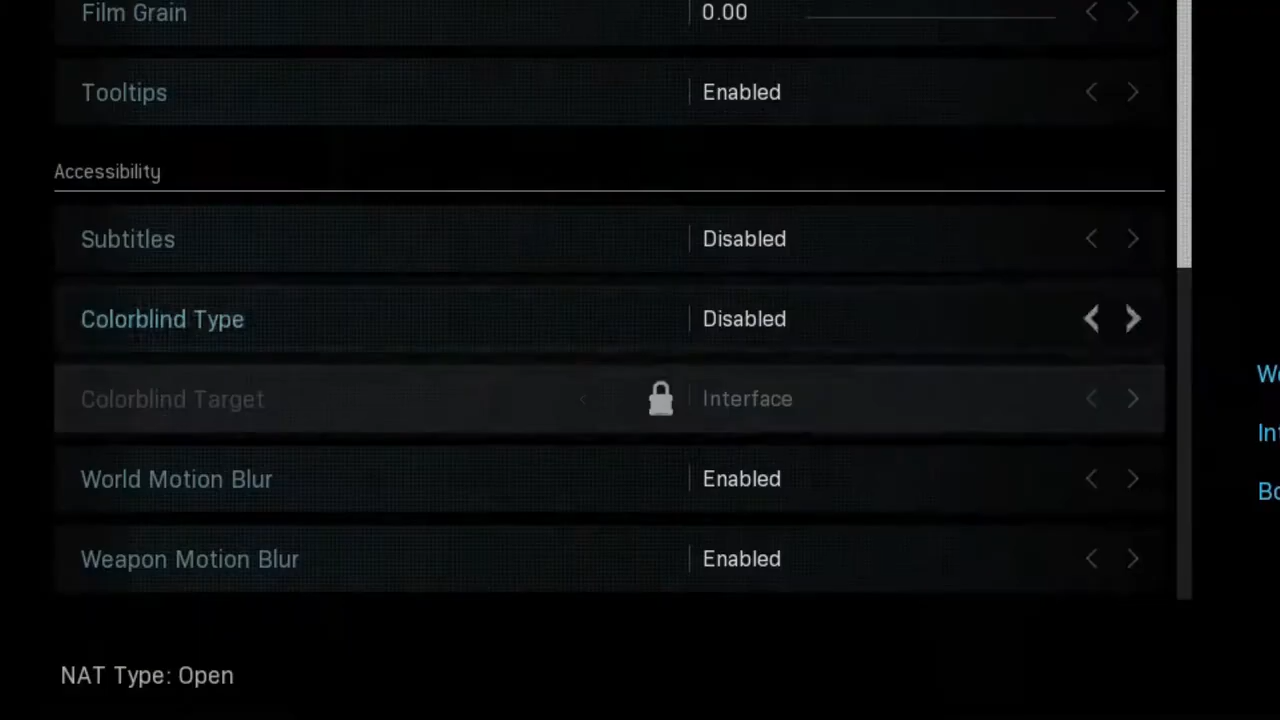 Film Grain 0.00
Tooltips Enabled
Accessibility
Subtitles Disabled
Colorblind Type Disabled
Colorblind Target Interface
World Motion Blur Enabled
Weapon Motion Blur Enabled
NAT Type: Open